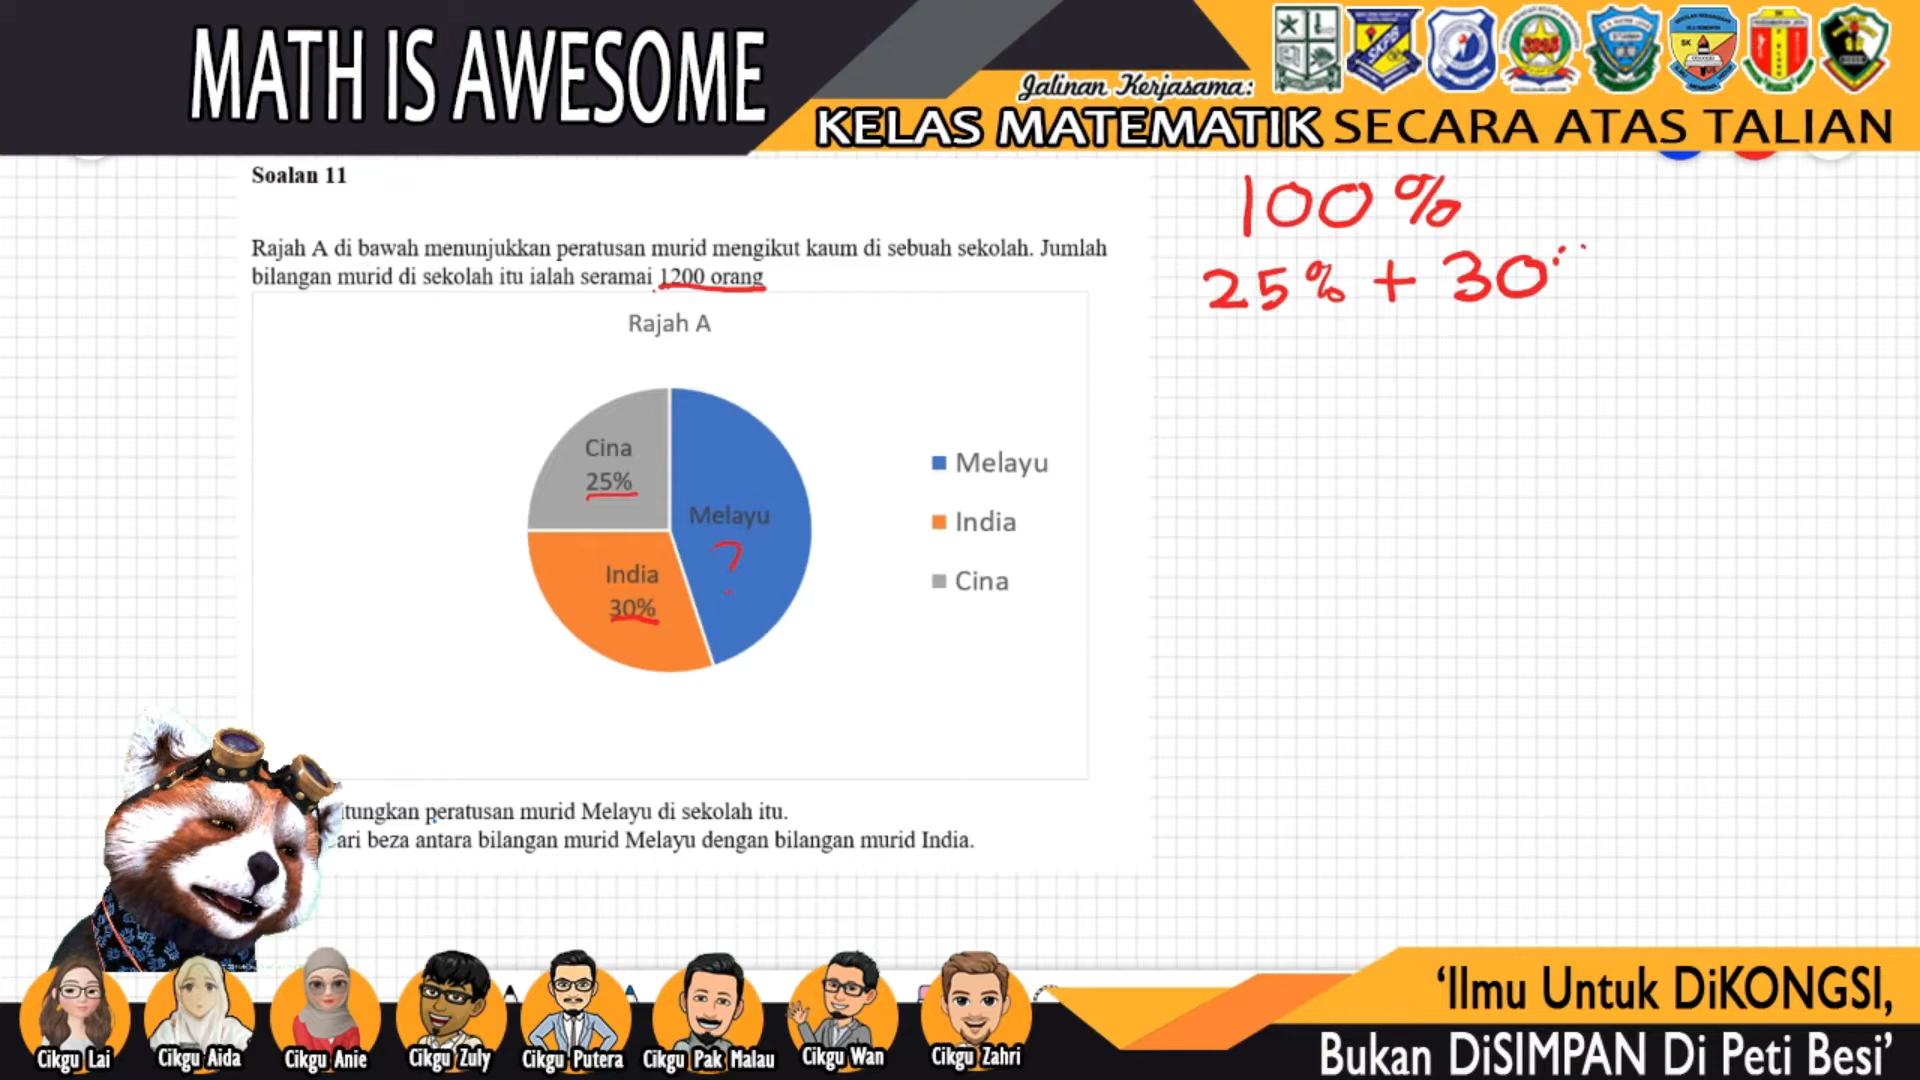 MATH IS AWESOME
Jalinan Kerjasama:
KELAS MATEMATIK SECARA ATAS TALIAN
Soalan 11
Rajah A di bawah menunjukkan peratusan murid mengikut kaum di sebuah sekolah. Jumlah
bilangan murid di sekolah itu ialah seramai 1200 orang
Rajah A
Cina
25%
Melayu
?
India
30%
Melayu
India
Cina
100%
25% + 30
peratusan murid Melayu di sekolah itu.
beza antara bilangan murid Melayu dengan bilangan murid India.
Cikgu Lai
Cikgu Aida
Cikgu Anie
Cikgu Zuly
Cikgu Putera
Cikgu Pak Malau
Cikgu Wan
Cikgu Zahri
'Ilmu Untuk DiKONGSI,
Bukan DiSIMPAN Di Peti Besi'